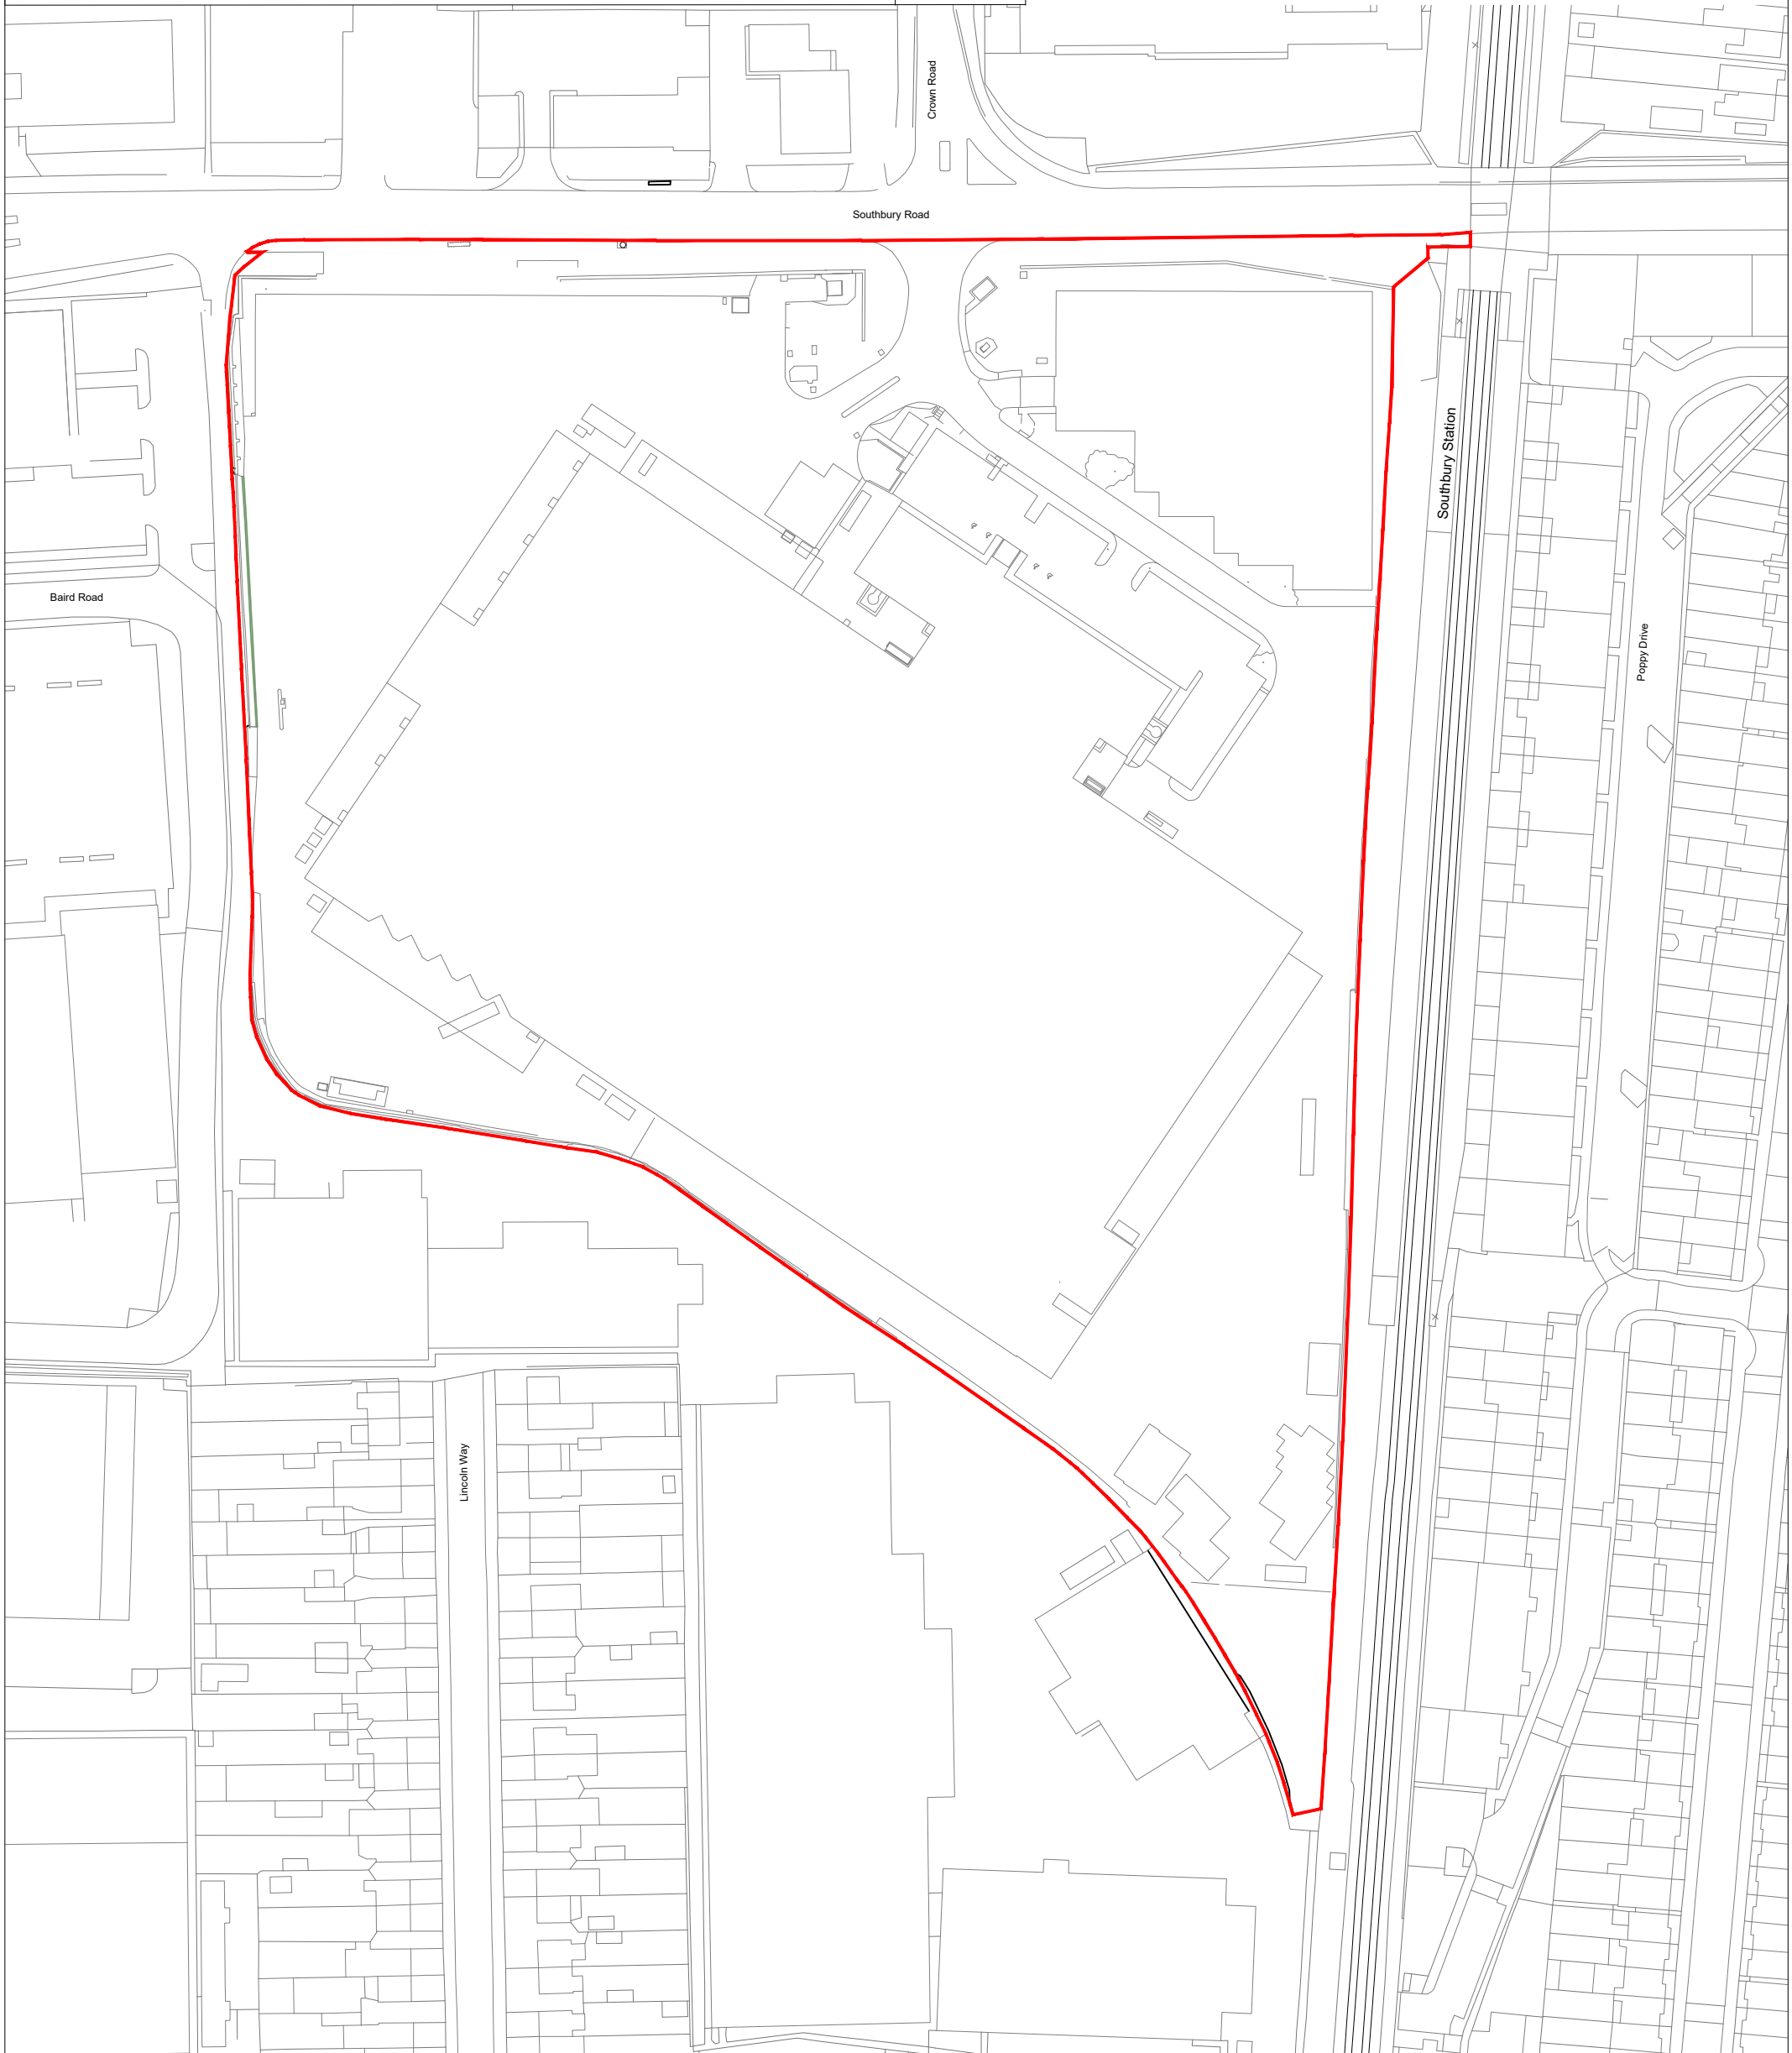 Crown Road
Southbury Road
Southbury Station
Baird Road
Poppy Drive
Lincoln Way